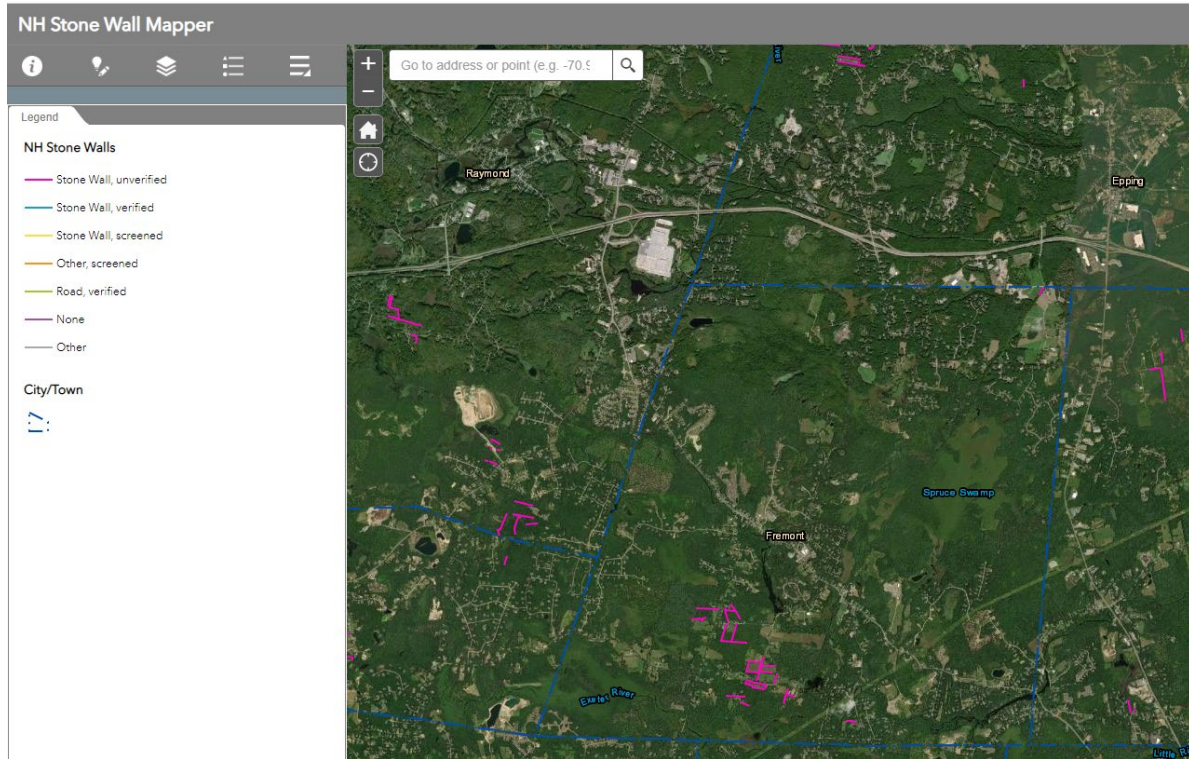 NH Stone Wall Mapper
Go to address or point (e.g. -70.9
Legend
NH Stone Walls
Stone Wall, unverified
Stone Wall, verified
Stone Wall, screened
Other, screened
Road, verified
None
Other
City/Town
Raymond
Epping
Spruce Swamp
Fremont
Exeter River